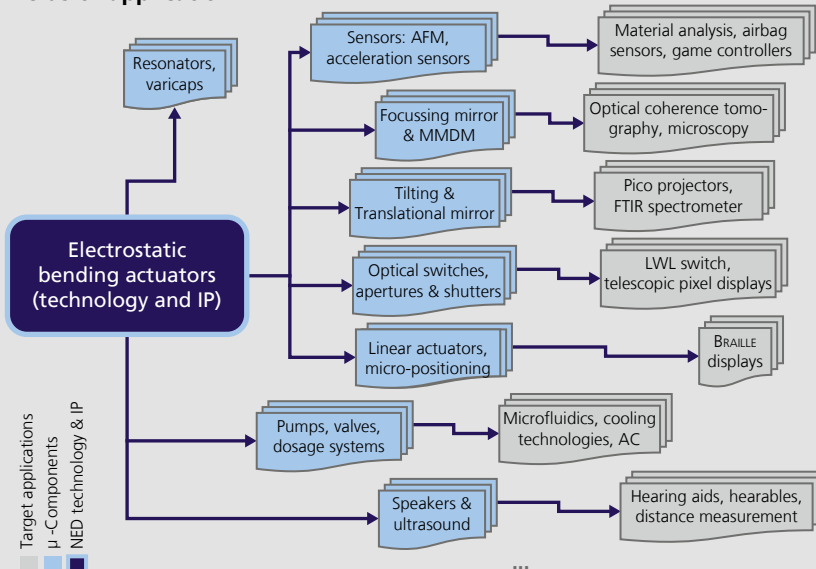 Resonators,
varicaps
Sensors: AFM,
acceleration sensors
Material analysis, airbag
sensors, game controllers
Focussing mirror
& MMDM
Optical coherence tomo-
graphy, microscopy
Tilting &
Translational mirror
Pico projectors,
FTIR spectrometer
Electrostatic
bending actuators
(technology and IP)
Optical switches,
apertures & shutters
LWL switch,
telescopic pixel displays
Linear actuators,
micro-positioning
BRAILLE
displays
Pumps, valves,
dosage systems
Microfluidics, cooling
technologies, AC
Speakers &
ultrasound
Hearing aids, hearables,
distance measurement
Target applications
µ -Components
NED technology & IP
...